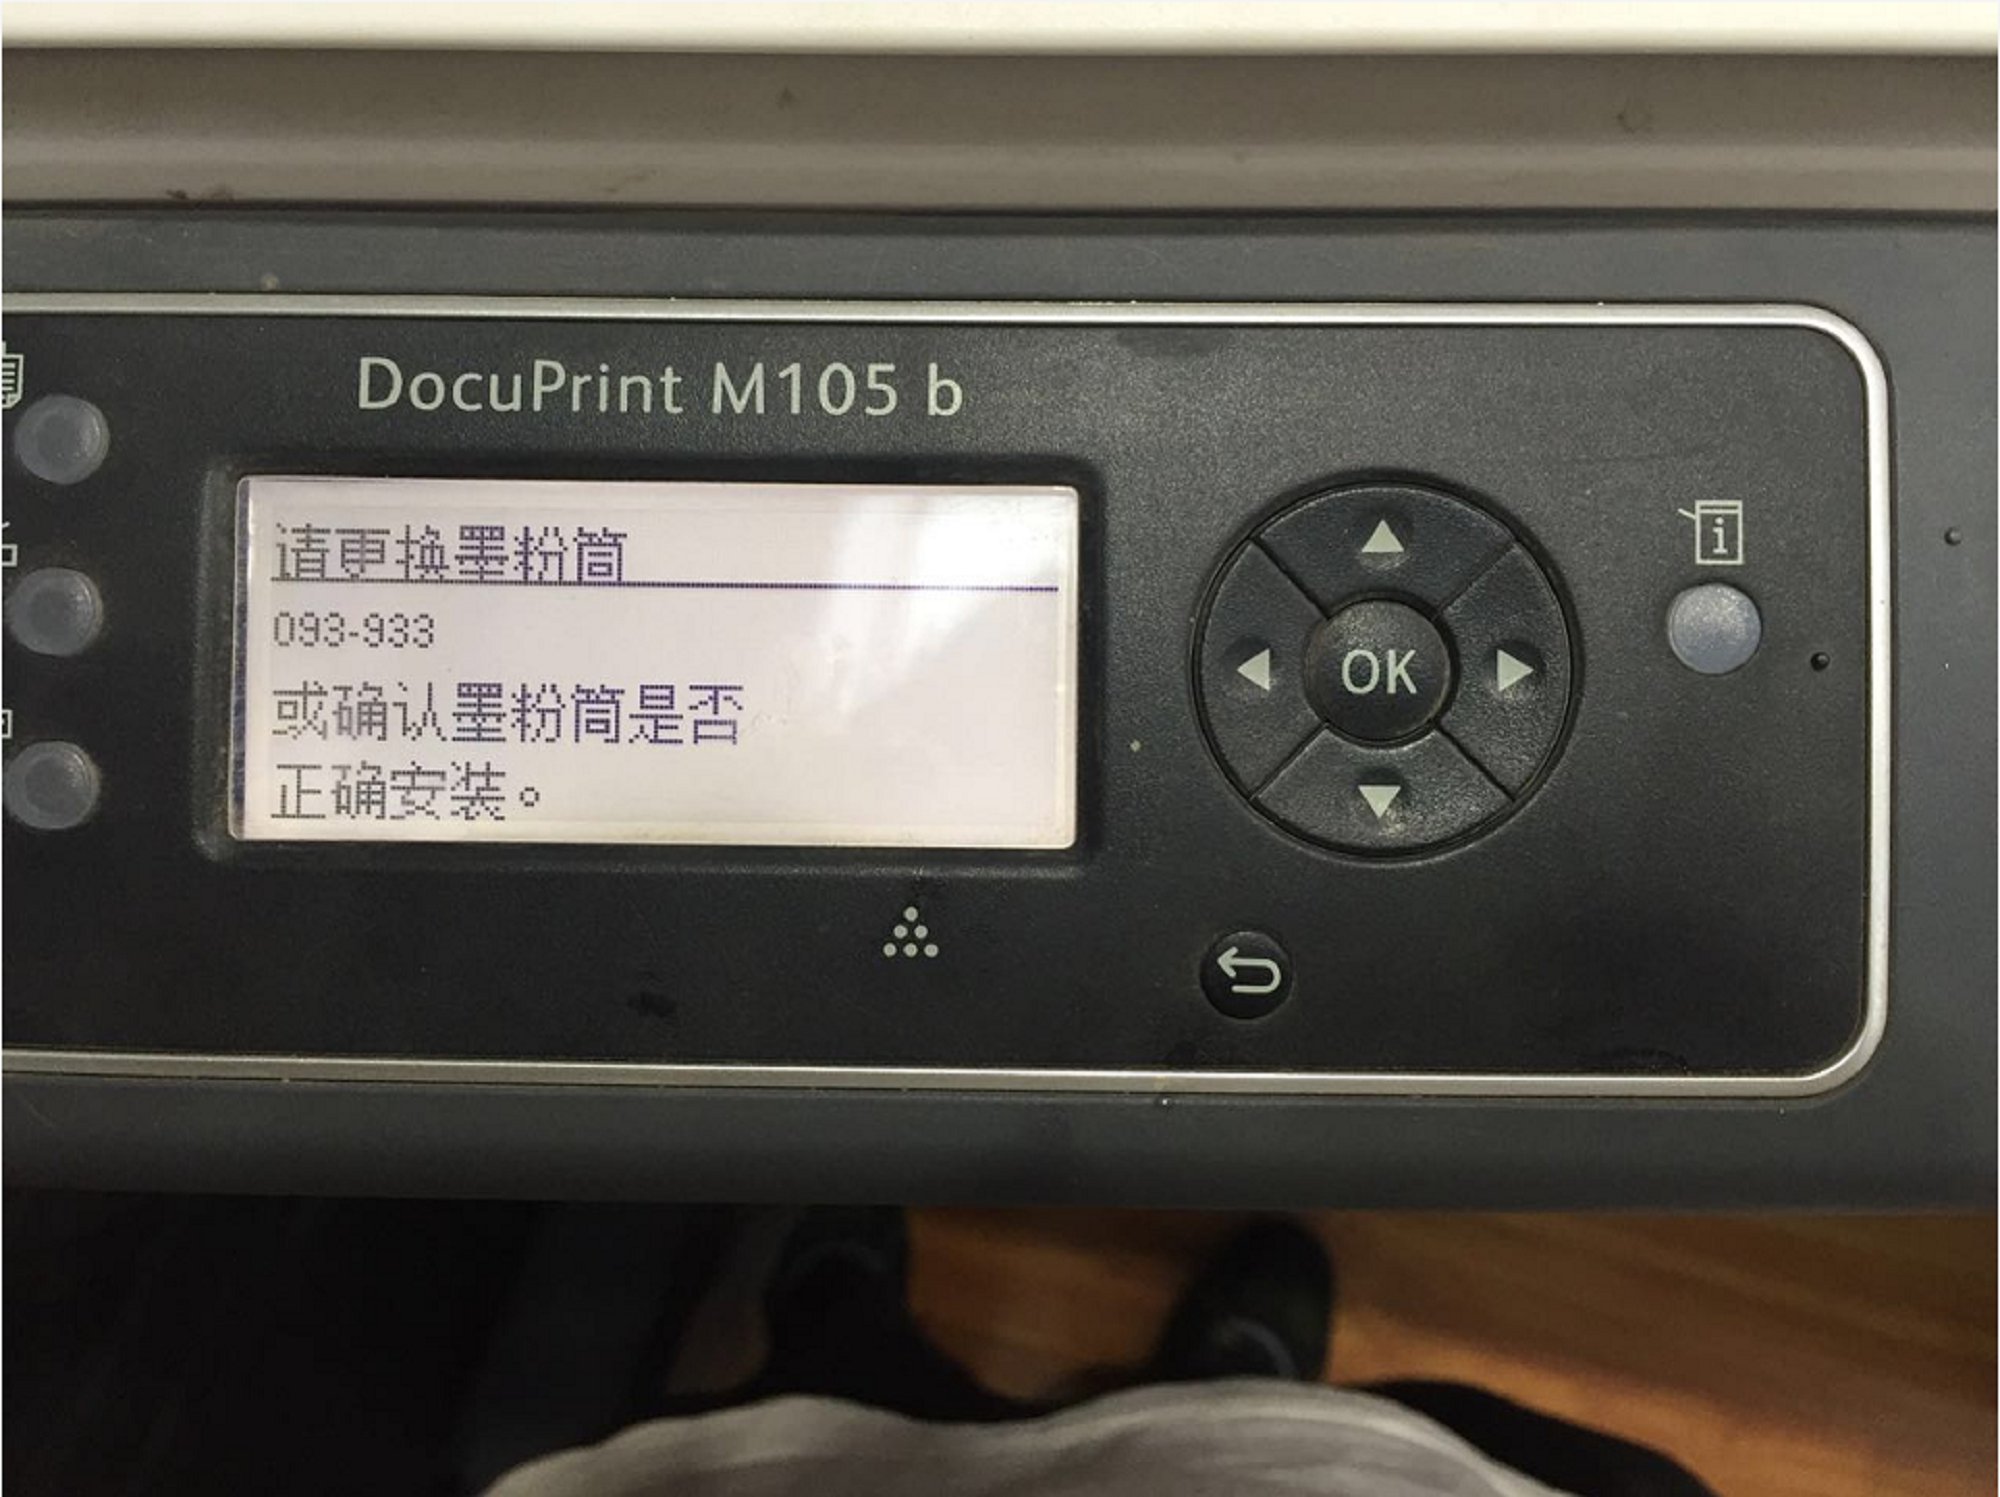 DocuPrint M105 b
请更换墨粉筒
093-933
或确认墨粉筒是否
正确安装。
OK
i